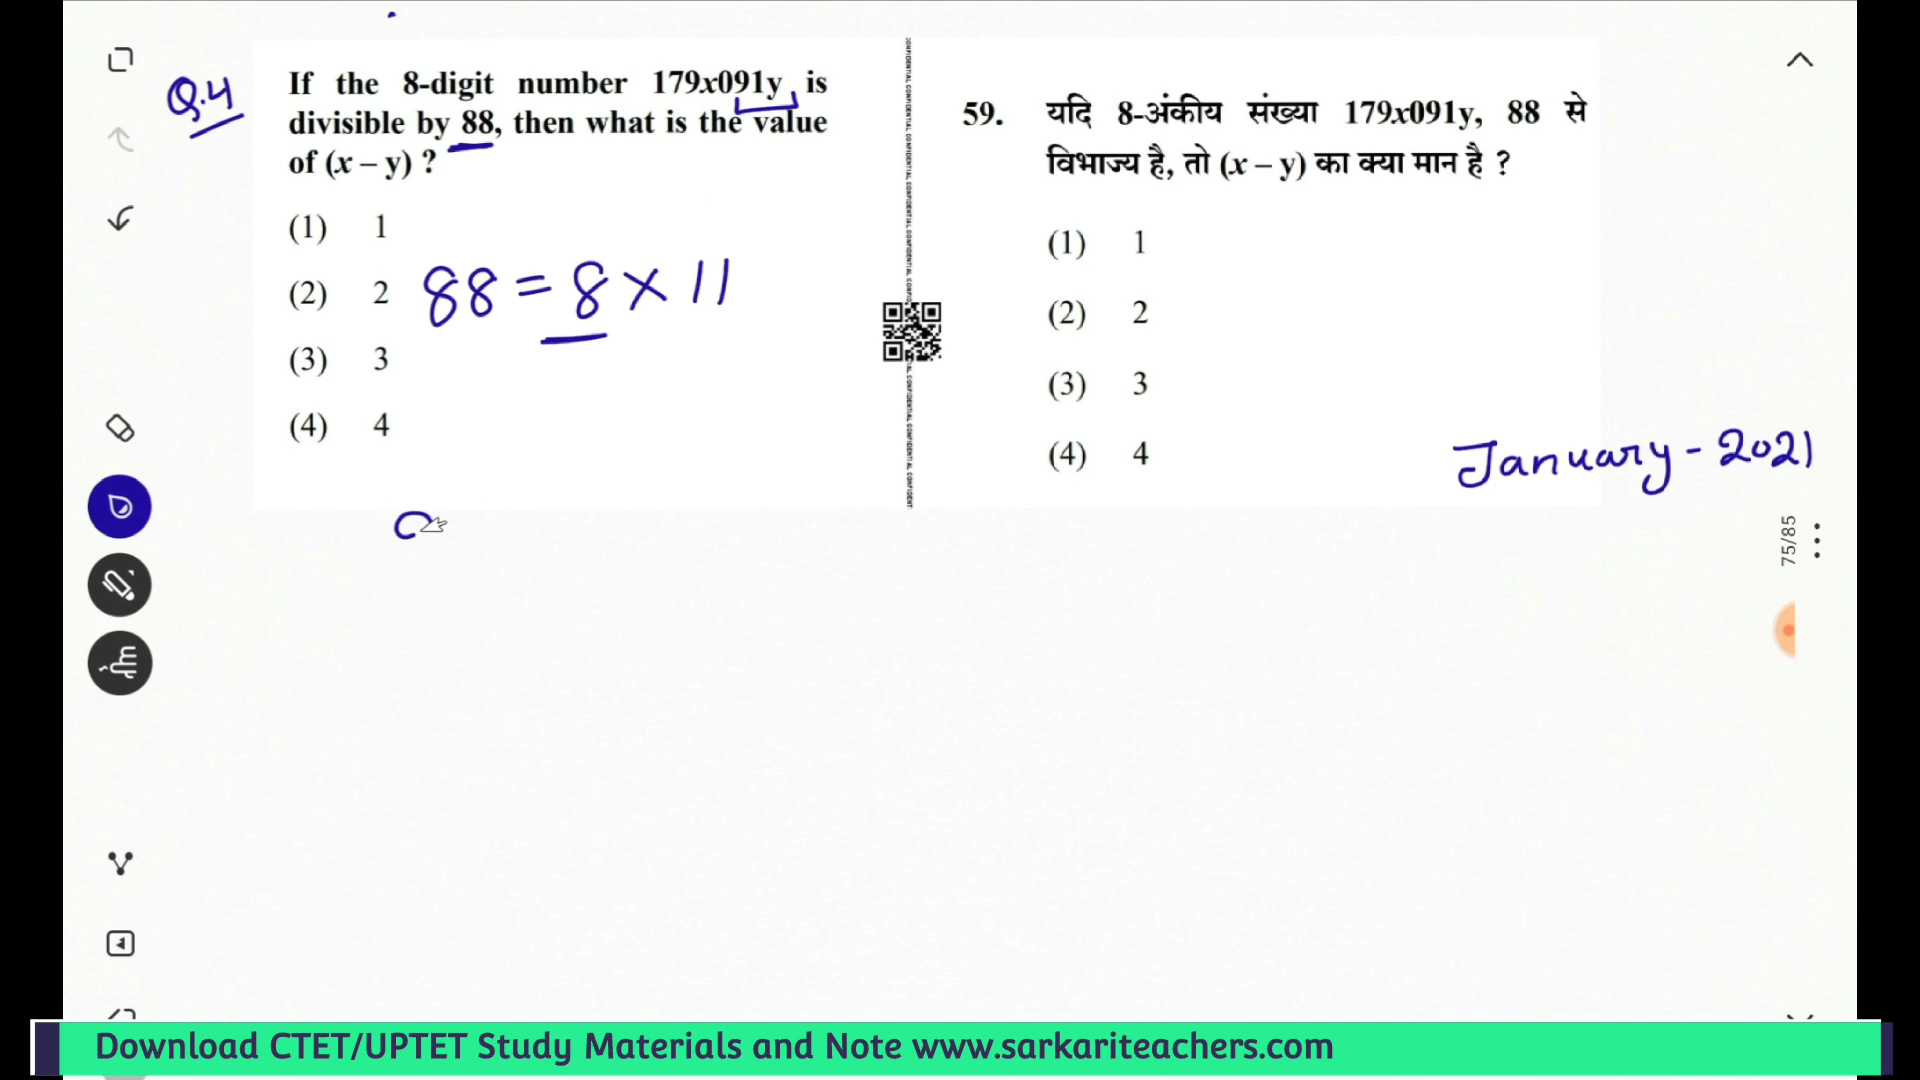 Q.4
If the 8-digit number 179x091y, is
divisible by 88, then what is the value
of (x – y) ?
(1) 1
(2) 2
(3) 3
(4) 4
88 = 8 × 11
59. यदि 8-अंकीय संख्या 179x091y, 88 से
विभाज्य है, तो (x – y) का क्या मान है ?
(1) 1
(2) 2
(3) 3
(4) 4
January - 2021
75/85
Download CTET/UPTET Study Materials and Note www.sarkariteachers.com